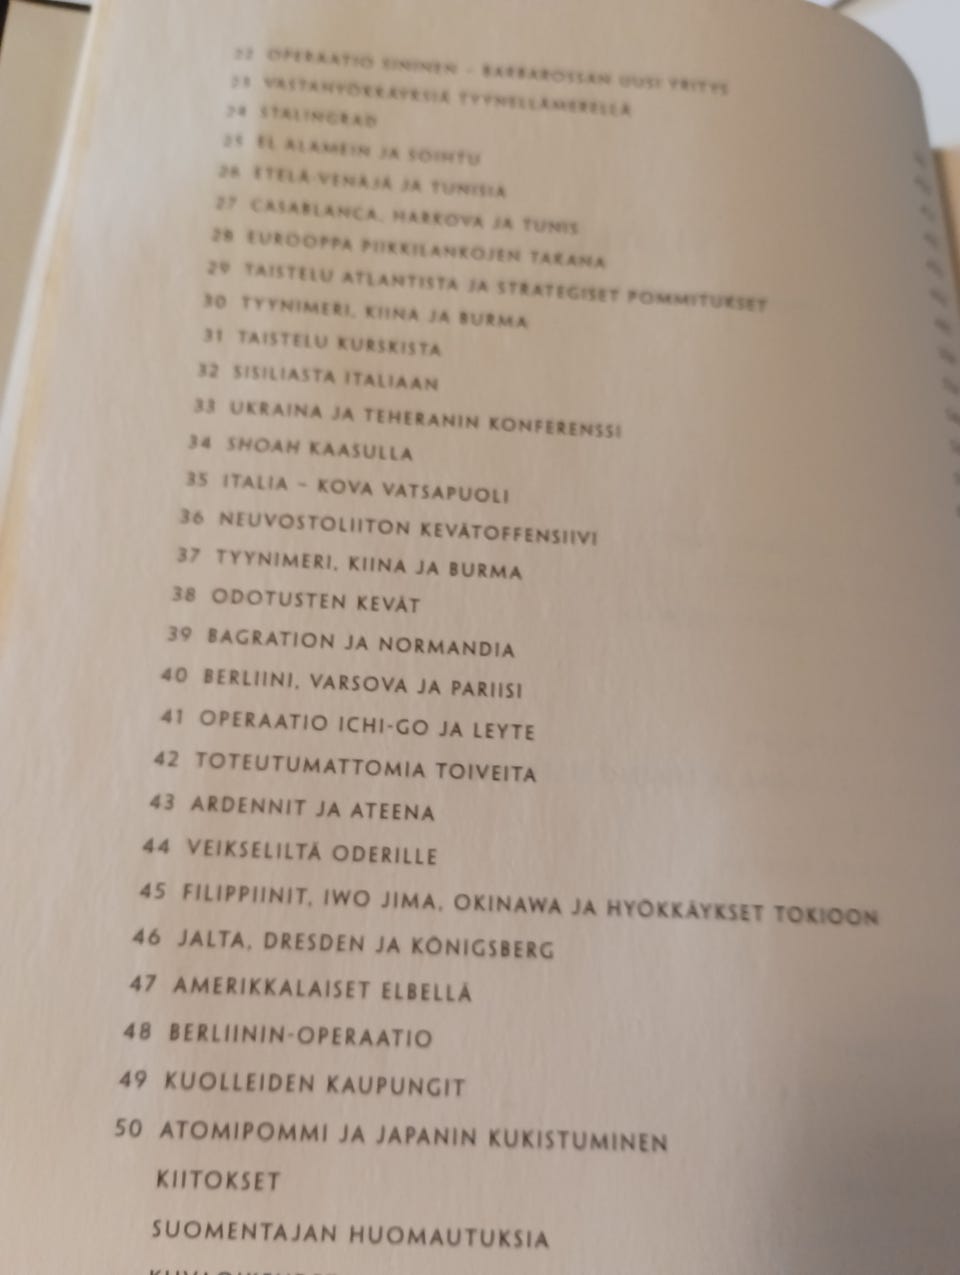 22 OPERAATIO SININEN – BARBAROSSAN UUSI YRITYS
23 VASTAHYÖKKÄYKSIÄ TYYNELLÄMERELLÄ
24 STALINGRAD
25 EL ALAMEIN JA SOIHTU
26 ETELÄ-VENÄJÄ JA TUNISIA
27 CASABLANCA, HARKOVA JA TUNIS
28 EUROOPPA PIIKKILANKOJEN TAKANA
29 TAISTELU ATLANTISTA JA STRATEGISET POMMITUKSET
30 TYYNIMERI, KIINA JA BURMA
31 TAISTELU KURSKISTA
32 SISILIASTA ITALIAAN
33 UKRAINA JA TEHERANIN KONFERENSSI
34 SHOAH KAASULLA
35 ITALIA – KOVA VATSAPUOLI
36 NEUVOSTOLIITON KEVÄTOFFENSIIVI
37 TYYNIMERI, KIINA JA BURMA
38 ODOTUSTEN KEVÄT
39 BAGRATION JA NORMANDIA
40 BERLIINI, VARSOVA JA PARIISI
41 OPERAATIO ICHI-GO JA LEYTE
42 TOTEUTUMATTOMIA TOIVEITA
43 ARDENNIT JA ATEENA
44 VEIKSELILTÄ ODERILLE
45 FILIPPIINIT, IWO JIMA, OKINAWA JA HYÖKKÄYKSET TOKIOON
46 JALTA, DRESDEN JA KÖNIGSBERG
47 AMERIKKALAISET ELBELLÄ
48 BERLIININ-OPERAATIO
49 KUOLLEIDEN KAUPUNGIT
50 ATOMIPOMMI JA JAPANIN KUKISTUMINEN
KIITOKSET
SUOMENTAJAN HUOMAUTUKSIA